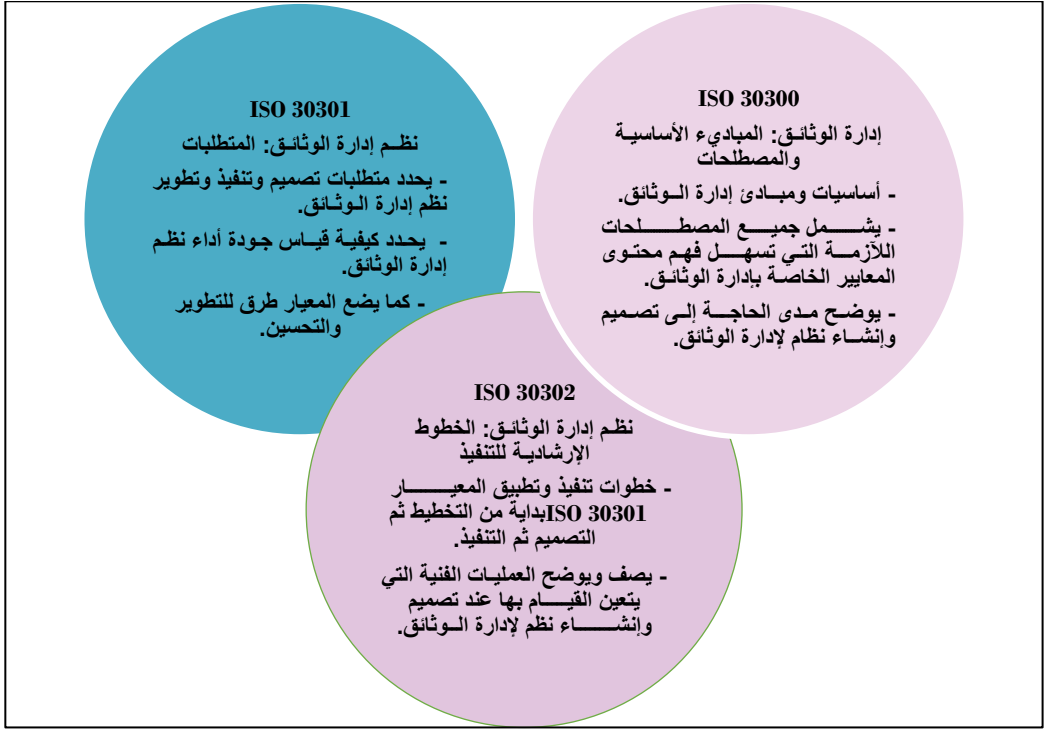 ISO 30300
إدارة الوثائق: المباديء الأساسية
والمصطلحات
- أساسيات ومبادئ إدارة الوثائق.
- يشمل جميع المصطلحات
اللآزمة التي تسهل فهم محتوى
المعايير الخاصة بإدارة الوثائق.
- يوضح مدى الحاجة إلى تصميم
وإنشاء نظام لإدارة الوثائق.
ISO 30301
نظم إدارة الوثائق: المتطلبات
- يحدد متطلبات تصميم وتنفيذ وتطوير
نظم إدارة الوثائق.
- يحدد كيفية قياس جودة أداء نظم
إدارة الوثائق.
- كما يضع المعيار طرق للتطوير
والتحسين.
ISO 30302
نظم إدارة الوثائق: الخطوط
الإرشادية للتنفيذ
- خطوات تنفيذ وتطبيق المعيار
ISO 30301بداية من التخطيط ثم
التصميم ثم التنفيذ.
- يصف ويوضح العمليات الفنية التي
يتعين القيام بها عند تصميم
وإنشاء نظم لإدارة الوثائق.